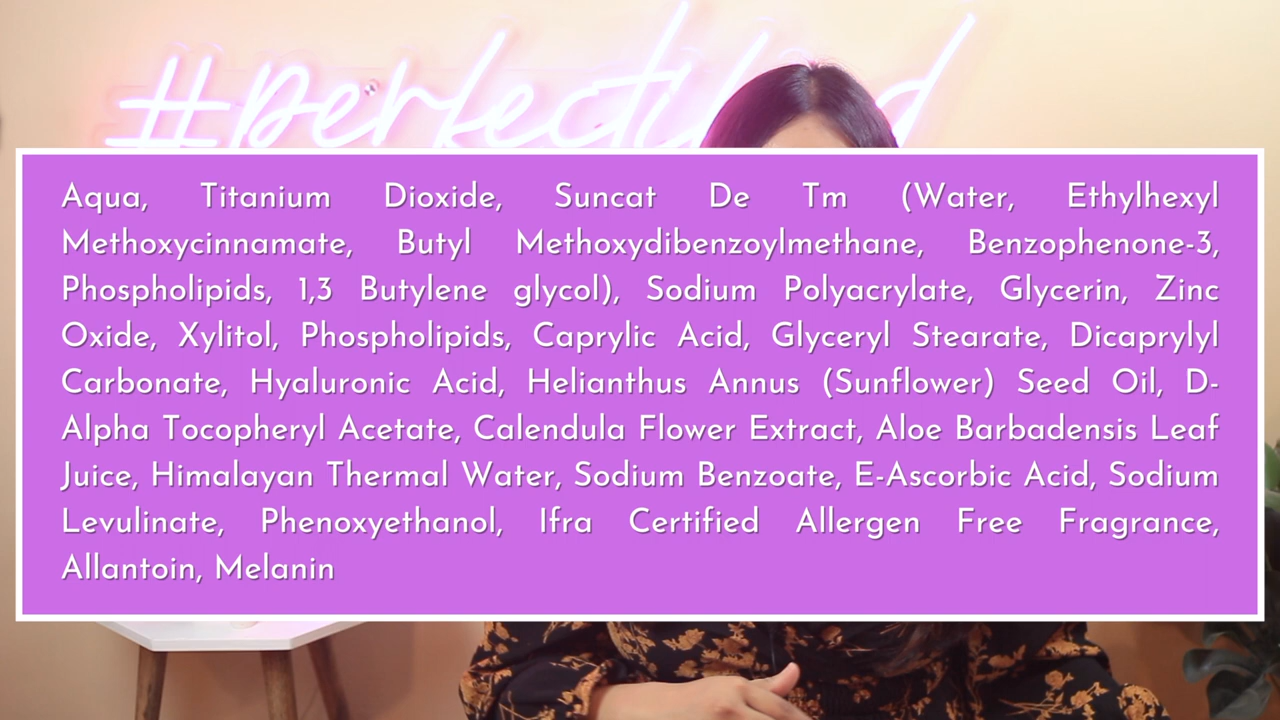 #perfecti
Aqua, Titanium Dioxide, Suncat De Tm (Water, Ethylhexyl
Methoxycinnamate, Butyl Methoxydibenzoylmethane, Benzophenone-3,
Phospholipids, 1,3 Butylene glycol), Sodium Polyacrylate, Glycerin, Zinc
Oxide, Xylitol, Phospholipids, Caprylic Acid, Glyceryl Stearate, Dicaprylyl
Carbonate, Hyaluronic Acid, Helianthus Annus (Sunflower) Seed Oil, D-
Alpha Tocopheryl Acetate, Calendula Flower Extract, Aloe Barbadensis Leaf
Juice, Himalayan Thermal Water, Sodium Benzoate, E-Ascorbic Acid, Sodium
Levulinate, Phenoxyethanol, Ifra Certified Allergen Free Fragrance,
Allantoin, Melanin